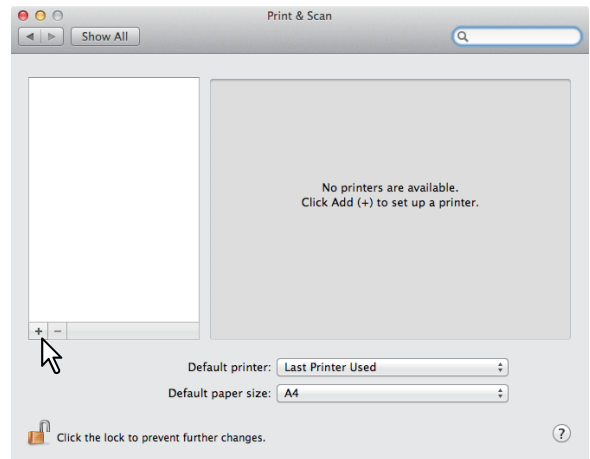 Print & Scan
Show All
No printers are available.
Click Add (+) to set up a printer.
+ −
Default printer: Last Printer Used
Default paper size: A4
Click the lock to prevent further changes.
?